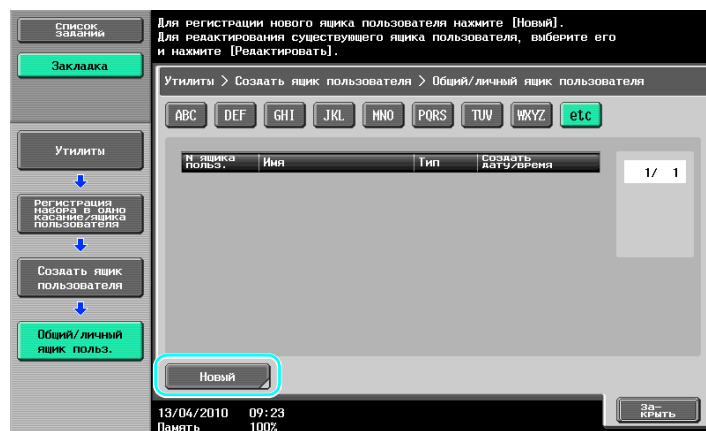 Список
заданий
Закладка
Для регистрации нового ящика пользователя нажмите [Новый].
Для редактирования существующего ящика пользователя, выберите его
и нажмите [Редактировать].
Утилиты > Создать ящик пользователя > Общий/личный ящик пользователя
ABC DEF GHI JKL MNO PQRS TUV WXYZ etc
Утилиты
Регистрация
набора в одно
касание/ящика
пользователя
Создать ящик
пользователя
Общий/личный
ящик польз.
N ящика
польз.
Имя
Тип
Создать
дату/время
1/ 1
Новый
13/04/2010 09:23
Память 100%
За-
крыть